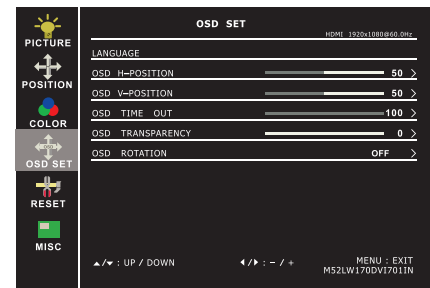 OSD SET
HDMI 1920x1080@60.0Hz
PICTURE
POSITION
COLOR
OSD SET
RESET
MISC
LANGUAGE
OSD H-POSITION 50 >
OSD V-POSITION 50 >
OSD TIME OUT 100 >
OSD TRANSPARENCY 0 >
OSD ROTATION OFF >
▲/▼ : UP / DOWN ◀/▶ : - / + MENU : EXIT
M52LW170DVI701IN